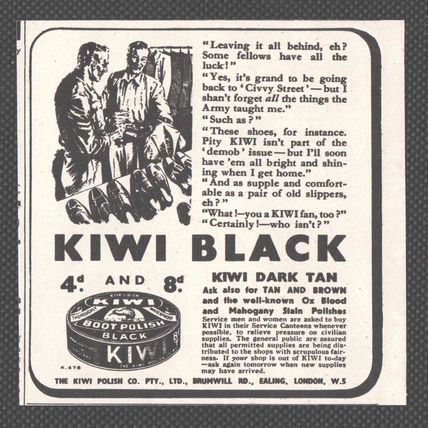 “Leaving it all behind, eh?
Some fellows have all the
luck!”
“Yes, it's grand to be going
back to ‘Civvy Street’—but I
shan't forget all the things the
Army taught me.”
“Such as?”
“These shoes, for instance.
Pity KIWI isn't part of the
‘demob’ issue—but I'll soon
have 'em all bright and shin-
ing when I get home.”
“And as supple and comfort-
able as a pair of old slippers,
eh?”
“What!—you a KIWI fan, too?”
“Certainly!—who isn't?”
KIWI BLACK
4d. AND 8d
KIWI DARK TAN
Ask also for TAN AND BROWN
and the well-known Ox Blood
and Mahogany Stain Polishes
Service men and women are asked to buy
KIWI in their Service Canteens whenever
possible, to relieve pressure on civilian
supplies. The general public are assured
that all permitted supplies are being dis-
tributed to the shops with scrupulous fair-
ness. If your shop is out of KIWI to-day
—ask again tomorrow when new supplies
may have arrived.
KIWI
BOOT POLISH
BLACK
KIWI
K.478
THE KIWI POLISH CO. PTY., LTD., BRUMWILL RD., EALING, LONDON, W.5